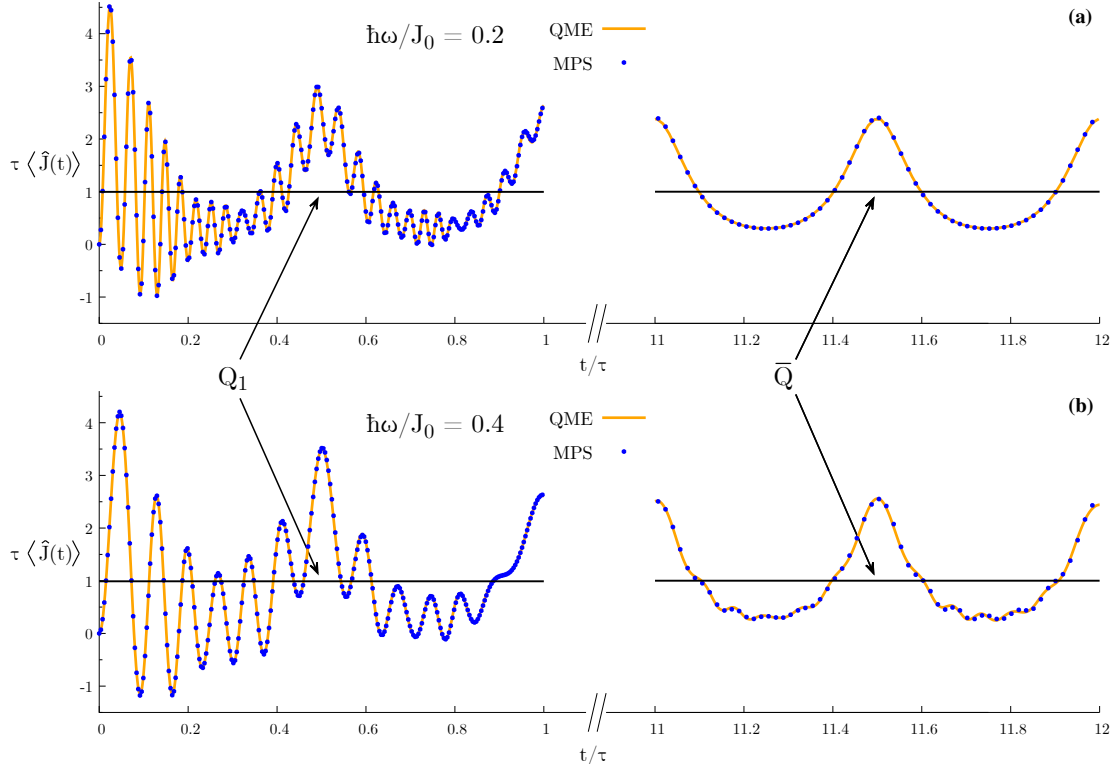 (a)
ħω/J₀ = 0.2
QME
MPS
4
3
2
1
0
-1
τ ⟨Ĵ(t)⟩
0
0.2
0.4
0.6
0.8
1
11
11.2
11.4
11.6
11.8
12
t/τ
Q₁
Q̅
(b)
ħω/J₀ = 0.4
QME
MPS
4
3
2
1
0
-1
τ ⟨Ĵ(t)⟩
0
0.2
0.4
0.6
0.8
1
11
11.2
11.4
11.6
11.8
12
t/τ